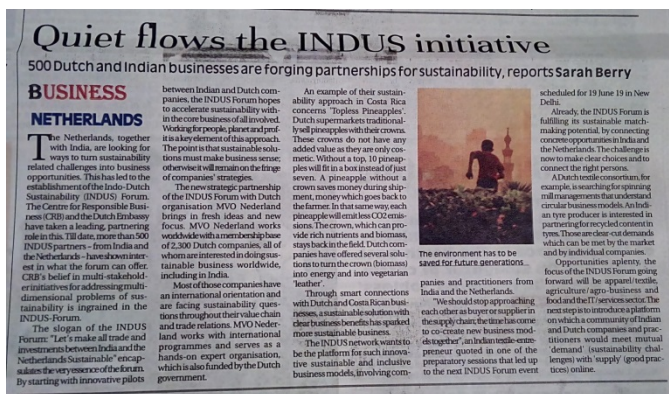 Quiet flows the INDUS initiative
500 Dutch and Indian businesses are forging partnerships for sustainability, reports Sarah Berry
BUSINESS
NETHERLANDS
The Netherlands, together
with India, are looking for
ways to turn sustainability
related challenges into business
opportunities. This has led to the
establishment of the Indo-Dutch
Sustainability (INDUS) Forum.
The Centre for Responsible Busi-
ness (CRB) and the Dutch Embassy
have taken a leading, partnering
role in this. Till date, more than 500
INDUS partners – from India and
the Netherlands – have shown inter-
est in what the forum can offer.
CRB's belief in multi-stakehold-
er initiatives for addressing multi-
dimensional problems of sus-
tainability is ingrained in the
INDUS-Forum.
The slogan of the INDUS
Forum: "Let's make all trade and
investments between India and the
Netherlands Sustainable" encap-
sulates the very essence of the forum.
By starting with innovative pilots
between Indian and Dutch com-
panies, the INDUS Forum hopes
to accelerate sustainability with-
in the core business of all involved.
Working for people, planet and prof-
it is a key element of this approach.
The point is that sustainable solu-
tions must make business sense;
otherwise it will remain on the fringe
of companies' strategies.
The new strategic partnership
of the INDUS Forum with Dutch
organisation MVO Nederland
brings in fresh ideas and new
focus. MVO Nederland works
worldwide with a membership base
of 2,300 Dutch companies, all of
whom are interested in doing sus-
tainable business worldwide,
including in India.
Most of those companies have
an international orientation and
are facing sustainability ques-
tions throughout their value chain
and trade relations. MVO Neder-
land works with international
programmes and serves as a
hands-on expert organisation,
which is also funded by the Dutch
government.
An example of their sustain-
ability approach in Costa Rica
concerns 'Topless Pineapples'.
Dutch supermarkets traditional-
ly sell pineapples with their crowns.
These crowns do not have any
added value as they are only cos-
metic. Without a top, 10 pineap-
ples will fit in a box instead of just
seven. A pineapple without a
crown saves money during ship-
ment, money which goes back to
the farmer. In that same way, each
pineapple will emit less CO2 emis-
sions. The crown, which can pro-
vide rich nutrients and biomass,
stays back in the field. Dutch com-
panies have offered several solu-
tions to turn the crown (biomass)
into energy and into vegetarian
'leather'.
Through smart connections
with Dutch and Costa Rican busi-
nesses, a sustainable solution with
clear business benefits has sparked
more sustainable business.
The INDUS network wants to
be the platform for such innova-
tive sustainable and inclusive
business models, involving com-
The environment has to be
saved for future generations
panies and practitioners from
India and the Netherlands.
"We should stop approaching
each other as buyer or supplier in
the supply chain, the time has come
to co-create new business mod-
els together", an Indian textile-entre-
preneur quoted in one of the
preparatory sessions that led up
to the next INDUS Forum event
scheduled for 19 June 19 in New
Delhi.
Already, the INDUS Forum is
fulfilling its sustainable match-
making potential, by connecting
concrete opportunities in India and
the Netherlands. The challenge is
now to make clear choices and to
connect the right persons.
A Dutch textile consortium, for
example, is searching for spinning
mill managements that understand
circular business models. An Indi-
an tyre producer is interested in
partnering for recycled content in
tyres. Those are clear-cut demands
which can be met by the market
and by individual companies.
Opportunities aplenty, the
focus of the INDUS Forum going
forward will be apparel/textile,
agriculture/agro-business and
food and the IT/services sector. The
next step is to introduce a platform
on which a community of Indian
and Dutch companies and prac-
titioners would meet mutual
'demand' (sustainability chal-
lenges) with 'supply' (good prac-
tices) online.